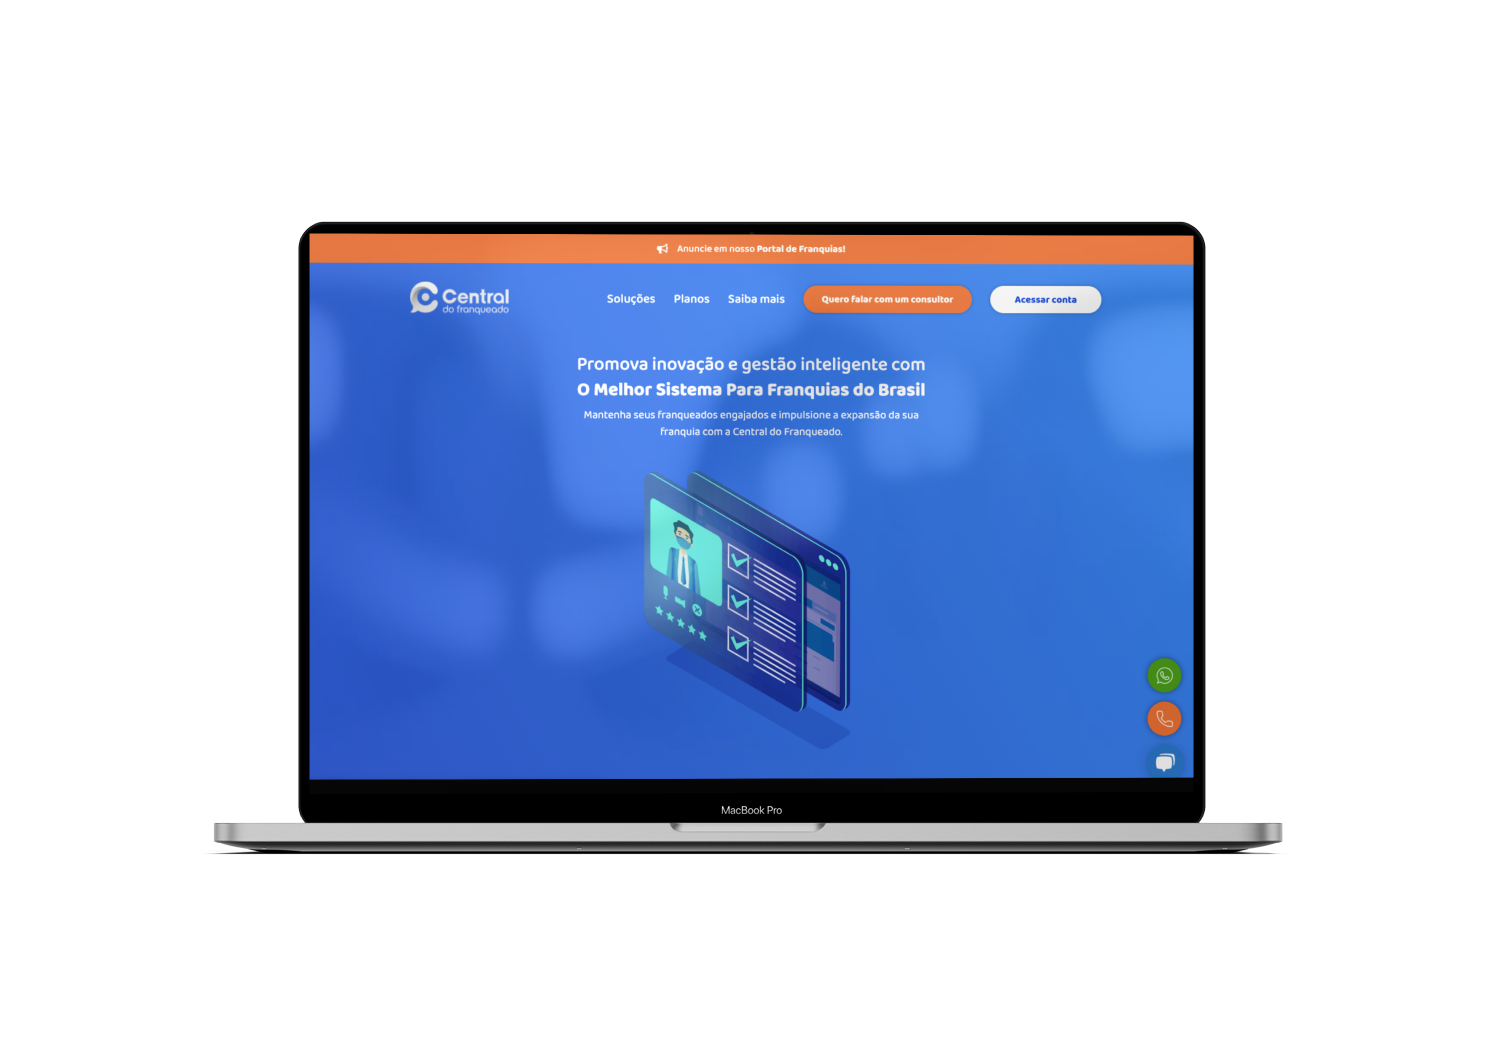 Anuncie em nosso Portal de Franquias!
Central
do franqueado
Soluções Planos Saiba mais Quero falar com um consultor Acessar conta
Promova inovação e gestão inteligente com
O Melhor Sistema Para Franquias do Brasil
Mantenha seus franqueados engajados e impulsione a expansão da sua
franquia com a Central do Franqueado.
MacBook Pro